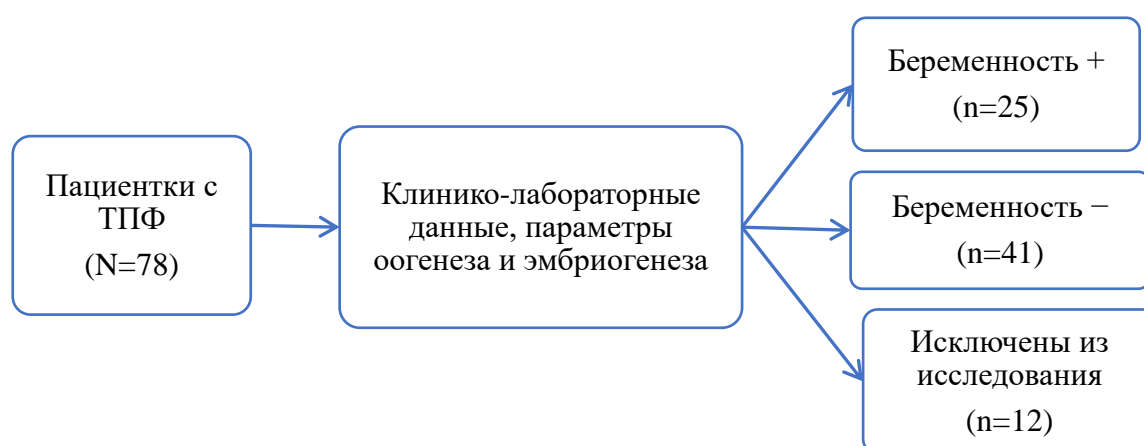 Пациентки с
ТПФ
(N=78)
Клинико-лабораторные
данные, параметры
оогенеза и эмбриогенеза
Беременность +
(n=25)
Беременность −
(n=41)
Исключены из
исследования
(n=12)